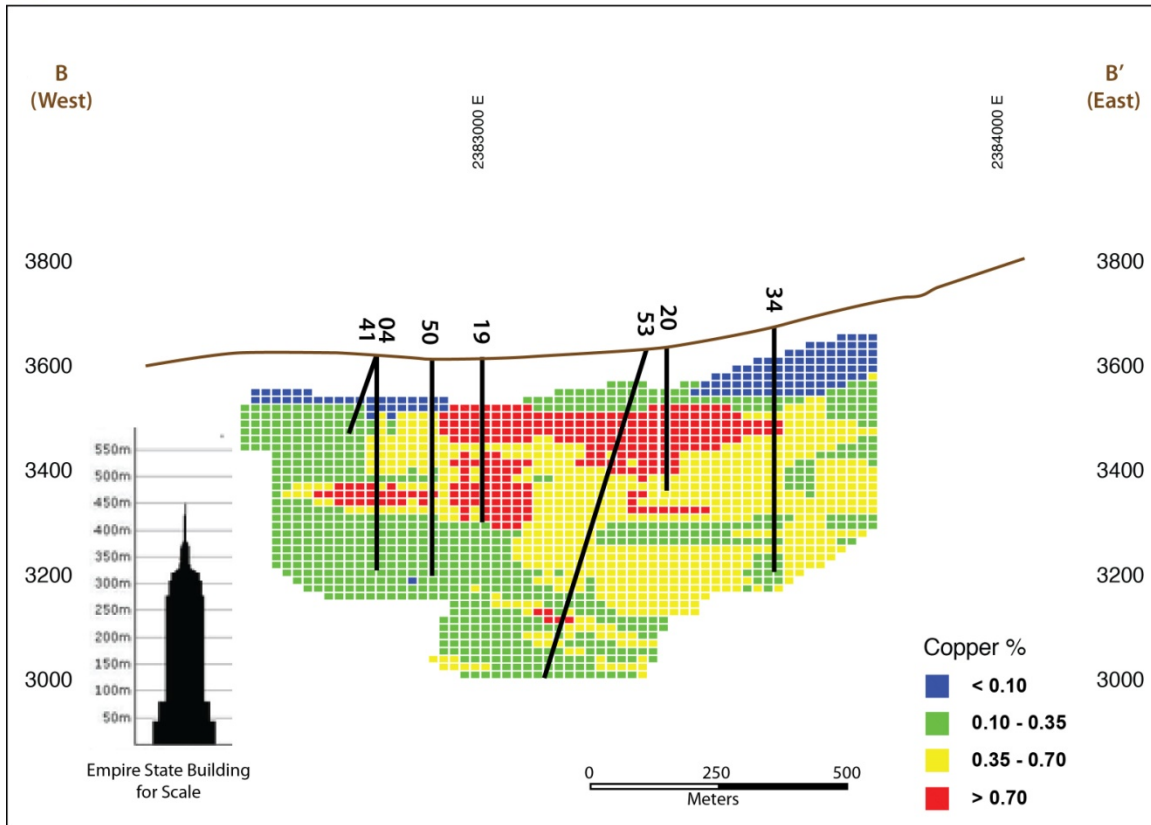 B
(West)
2383000 E
2384000 E
B’
(East)
3800
3800
41
04
50
19
53
20
34
3600
3600
3400
3400
3200
3200
3000
3000
550m
500m
450m
400m
350m
300m
250m
200m
150m
100m
50m
Empire State Building
for Scale
0
250
500
Meters
Copper %
< 0.10
0.10 - 0.35
0.35 - 0.70
> 0.70